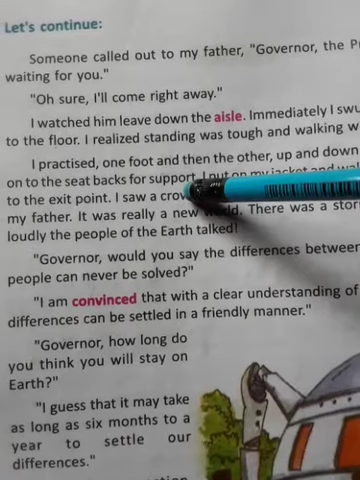 Let's continue:
Someone called out to my father, "Governor, the
waiting for you."
"Oh sure, I'll come right away."
I watched him leave down the aisle. Immediately I
to the floor. I realized standing was tough and walking
I practised, one foot and then the other, up and down
on to the seat backs for support. I put on my jacket and
to the exit point. I saw a
my father. It was really a new world. There was a
loudly the people of the Earth talked!
"Governor, would you say the differences between
people can never be solved?"
"I am convinced that with a clear understanding of
differences can be settled in a friendly manner."
"Governor, how long do
you think you will stay on
Earth?"
"I guess that it may take
as long as six months to a
year to settle our
differences."